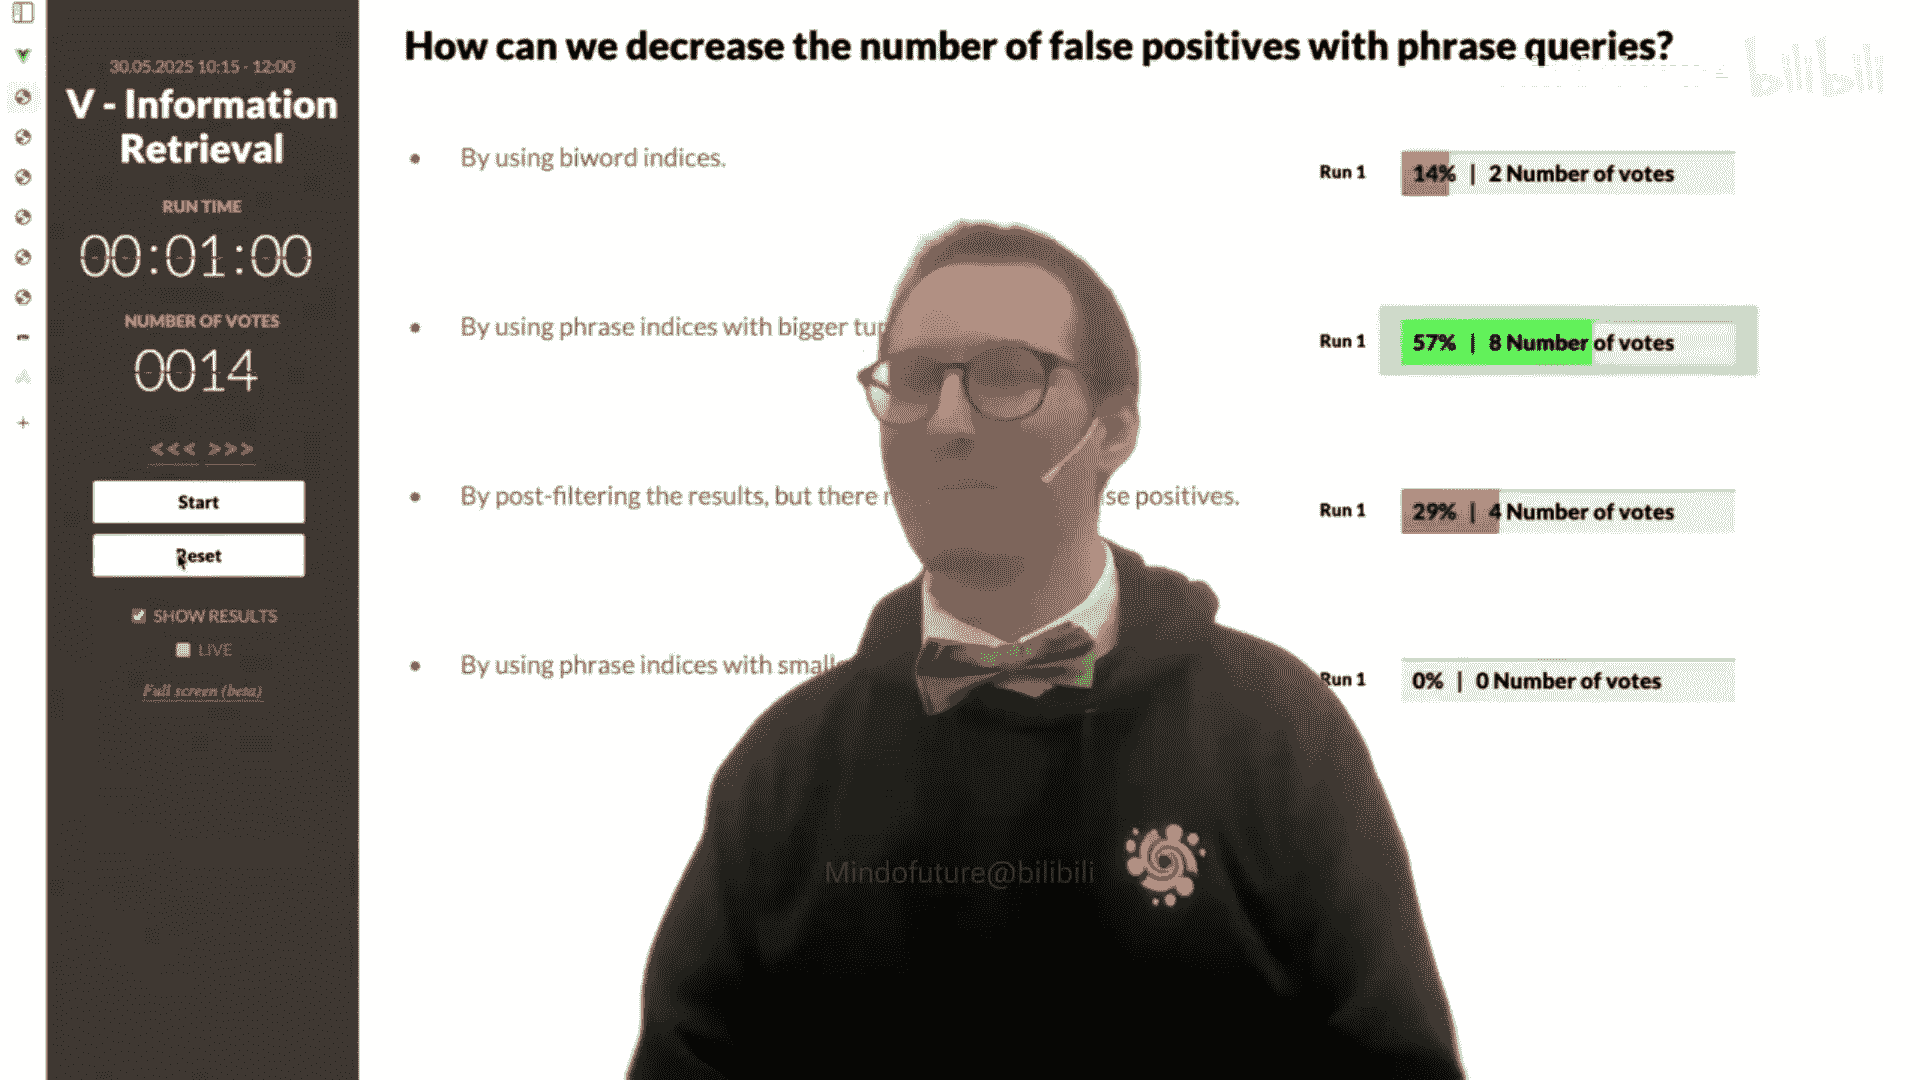 30.05.2025 10:15 - 12:00
V - Information
Retrieval
RUN TIME
00:01:00
NUMBER OF VOTES
0014
<<< >>>
Start
Reset
SHOW RESULTS
LIVE
Full screen (beta)
How can we decrease the number of false positives with phrase queries?
bilibili
By using biword indices.
Run 1
14% | 2 Number of votes
By using phrase indices with bigger
Run 1
57% | 8 Number of votes
By post-filtering the results, but there positives.
Run 1
29% | 4 Number of votes
By using phrase indices with
Run 1
0% | 0 Number of votes
Mindofuture@bilibili